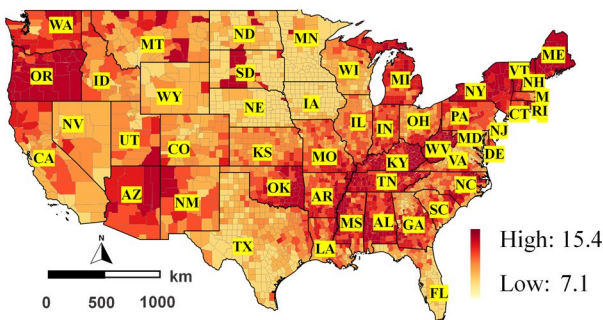 WA
MT
ND
MN
ME
OR
ID
SD
WI
MI
VT
NH
NY
M
WY
IA
CT
RI
NE
PA
NV
UT
IL
IN
OH
NJ
CO
MD
DE
CA
KS
MO
WV
VA
KY
AZ
NM
OK
AR
TN
NC
SC
MS
AL
GA
TX
LA
FL
N
High: 15.4
Low: 7.1
km
0 500 1000